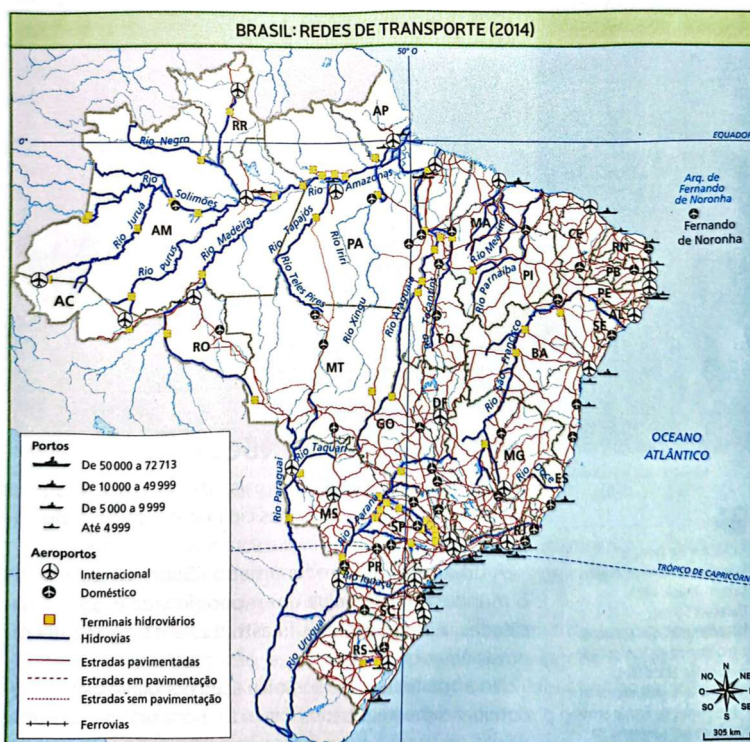 BRASIL: REDES DE TRANSPORTE (2014)
50° O
EQUADOR
0°
RR
AP
Rio Negro
Solimões
Rio Amazonas
AM
Rio Juruá
Rio Purus
Rio Madeira
Rio Tapajós
PA
Rio Iriri
Rio Xingu
Rio Teles Pires
Rio Araguaia
Rio Tocantins
MA
Rio Mearim
Rio Parnaíba
PI
CE
RN
PB
PE
AL
SE
Arq. de
Fernando
de Noronha
Fernando
de Noronha
AC
RO
MT
TO
BA
Rio São Francisco
DF
GO
MG
Rio Doce
ES
Rio Taquari
Rio Paraguai
MS
Rio Paraná
SP
RJ
PR
Rio Iguaçu
SC
Rio Uruguai
RS
OCEANO
ATLÂNTICO
TRÓPICO DE CAPRICÓRNI
Portos
De 50 000 a 72 713
De 10 000 a 49 999
De 5 000 a 9 999
Até 4 999
Aeroportos
Internacional
Doméstico
Terminais hidroviários
Hidrovias
Estradas pavimentadas
Estradas em pavimentação
Estradas sem pavimentação
Ferrovias
N
NO
NE
O
L
SO
SE
S
305 km